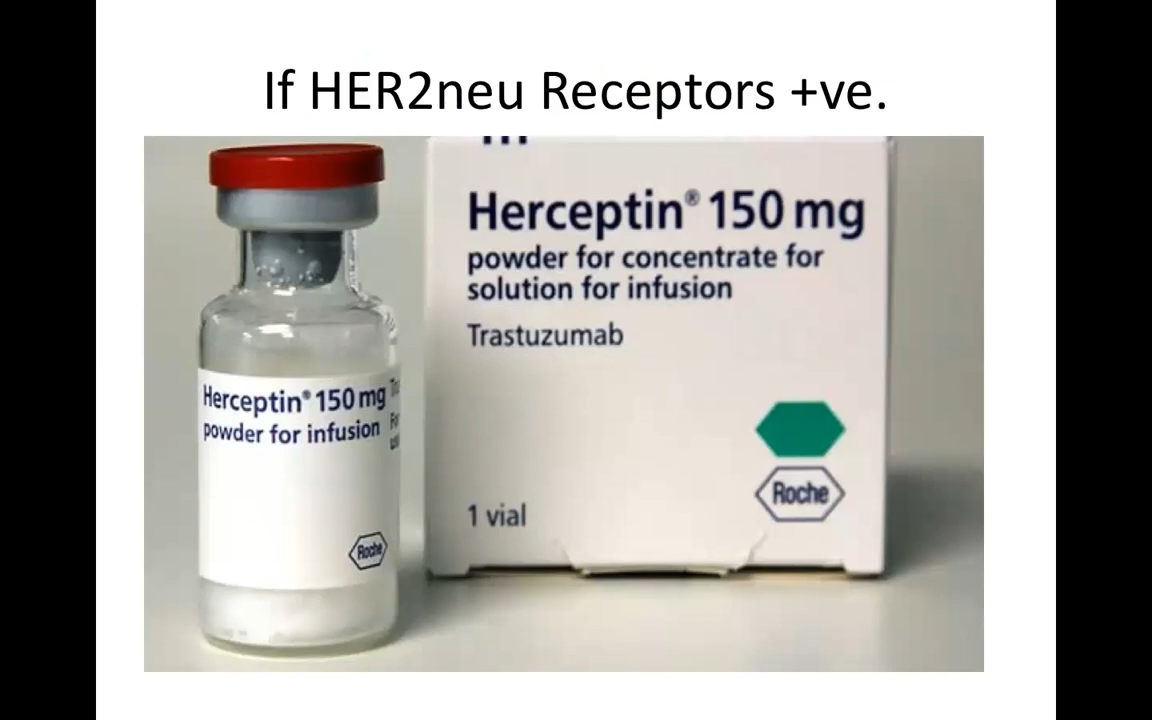 If HER2neu Receptors +ve.
Herceptin® 150 mg
powder for concentrate for
solution for infusion
Trastuzumab
Roche
1 vial
Herceptin® 150 mg
powder for infusion
Roche